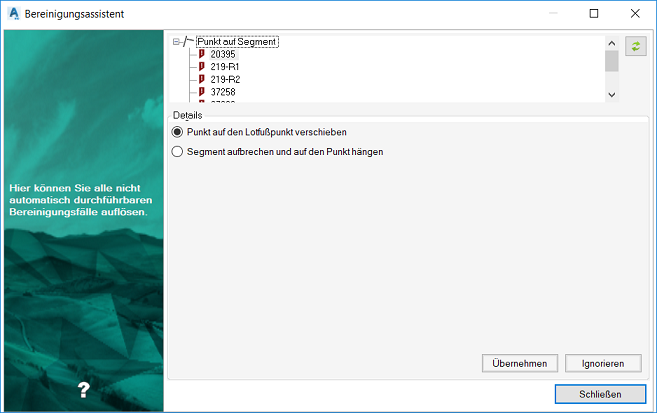 Bereinigungsassistent
Punkt auf Segment
20395
219-R1
219-R2
37258
Details
Punkt auf den Lotfußpunkt verschieben
Segment aufbrechen und auf den Punkt hängen
Hier können Sie alle nicht
automatisch durchführbaren
Bereinigungsfälle auflösen.
?
Übernehmen
Ignorieren
Schließen